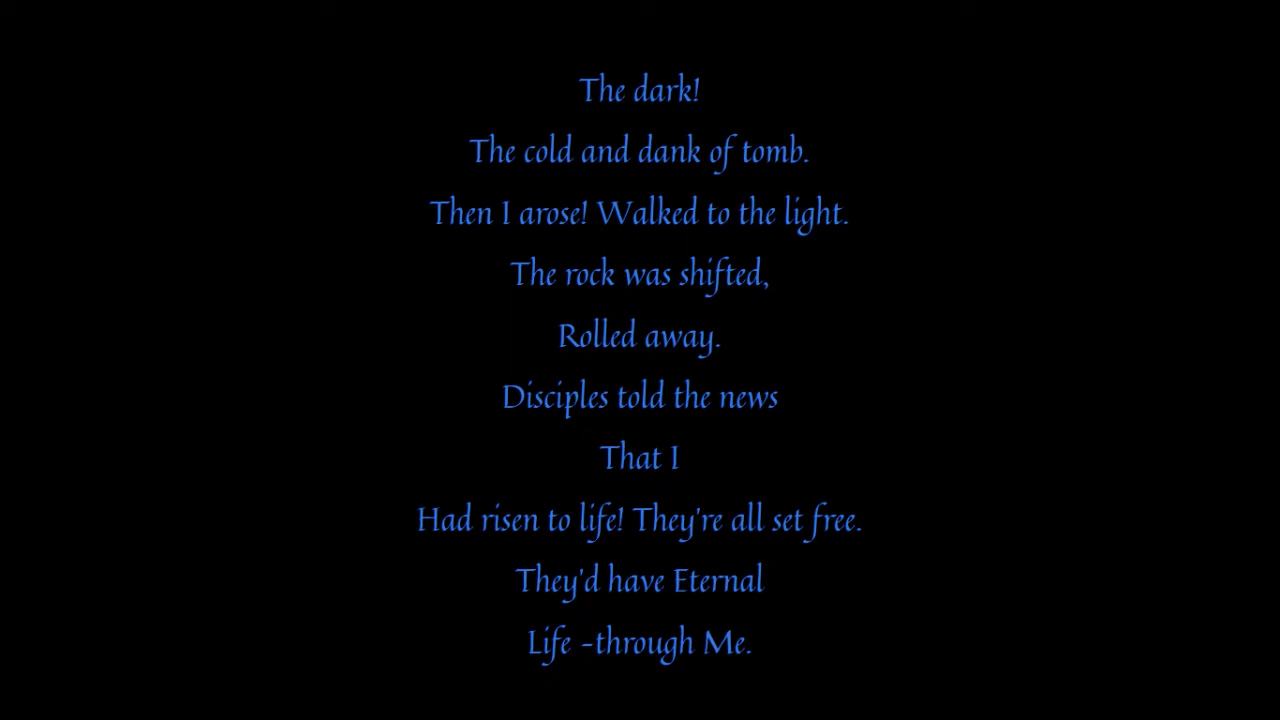 The dark!
The cold and dank of tomb.
Then I arose! Walked to the light.
The rock was shifted,
Rolled away.
Disciples told the news
That I
Had risen to life! They're all set free.
They'd have Eternal
Life -through Me.